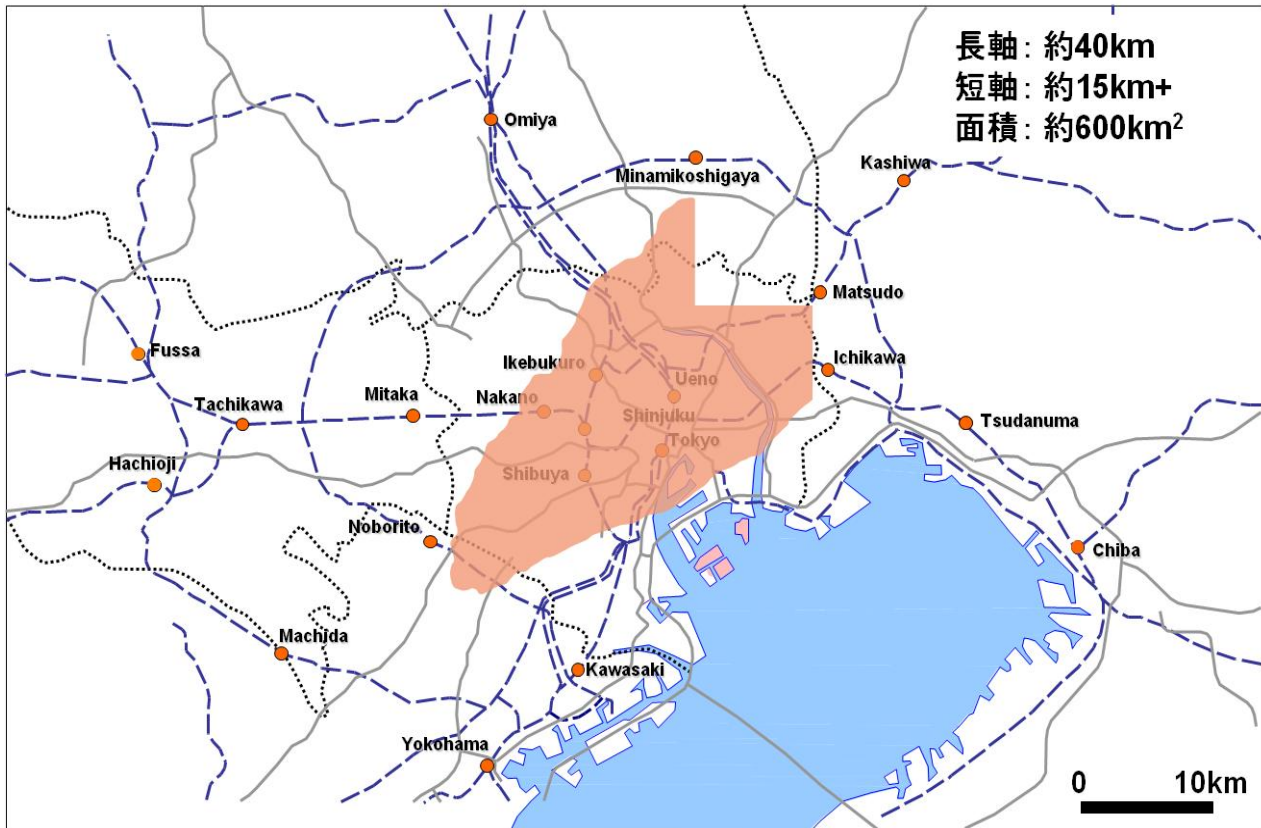 長軸: 約40km
短軸: 約15km+
面積: 約600km²
Omiya
Minamikoshigaya
Kashiwa
Matsudo
Fussa
Ikebukuro
Ichikawa
Ueno
Tachikawa
Mitaka
Nakano
Shinjuku
Tsudanuma
Tokyo
Hachioji
Shibuya
Noborito
Chiba
Machida
Kawasaki
Yokohama
0 10km